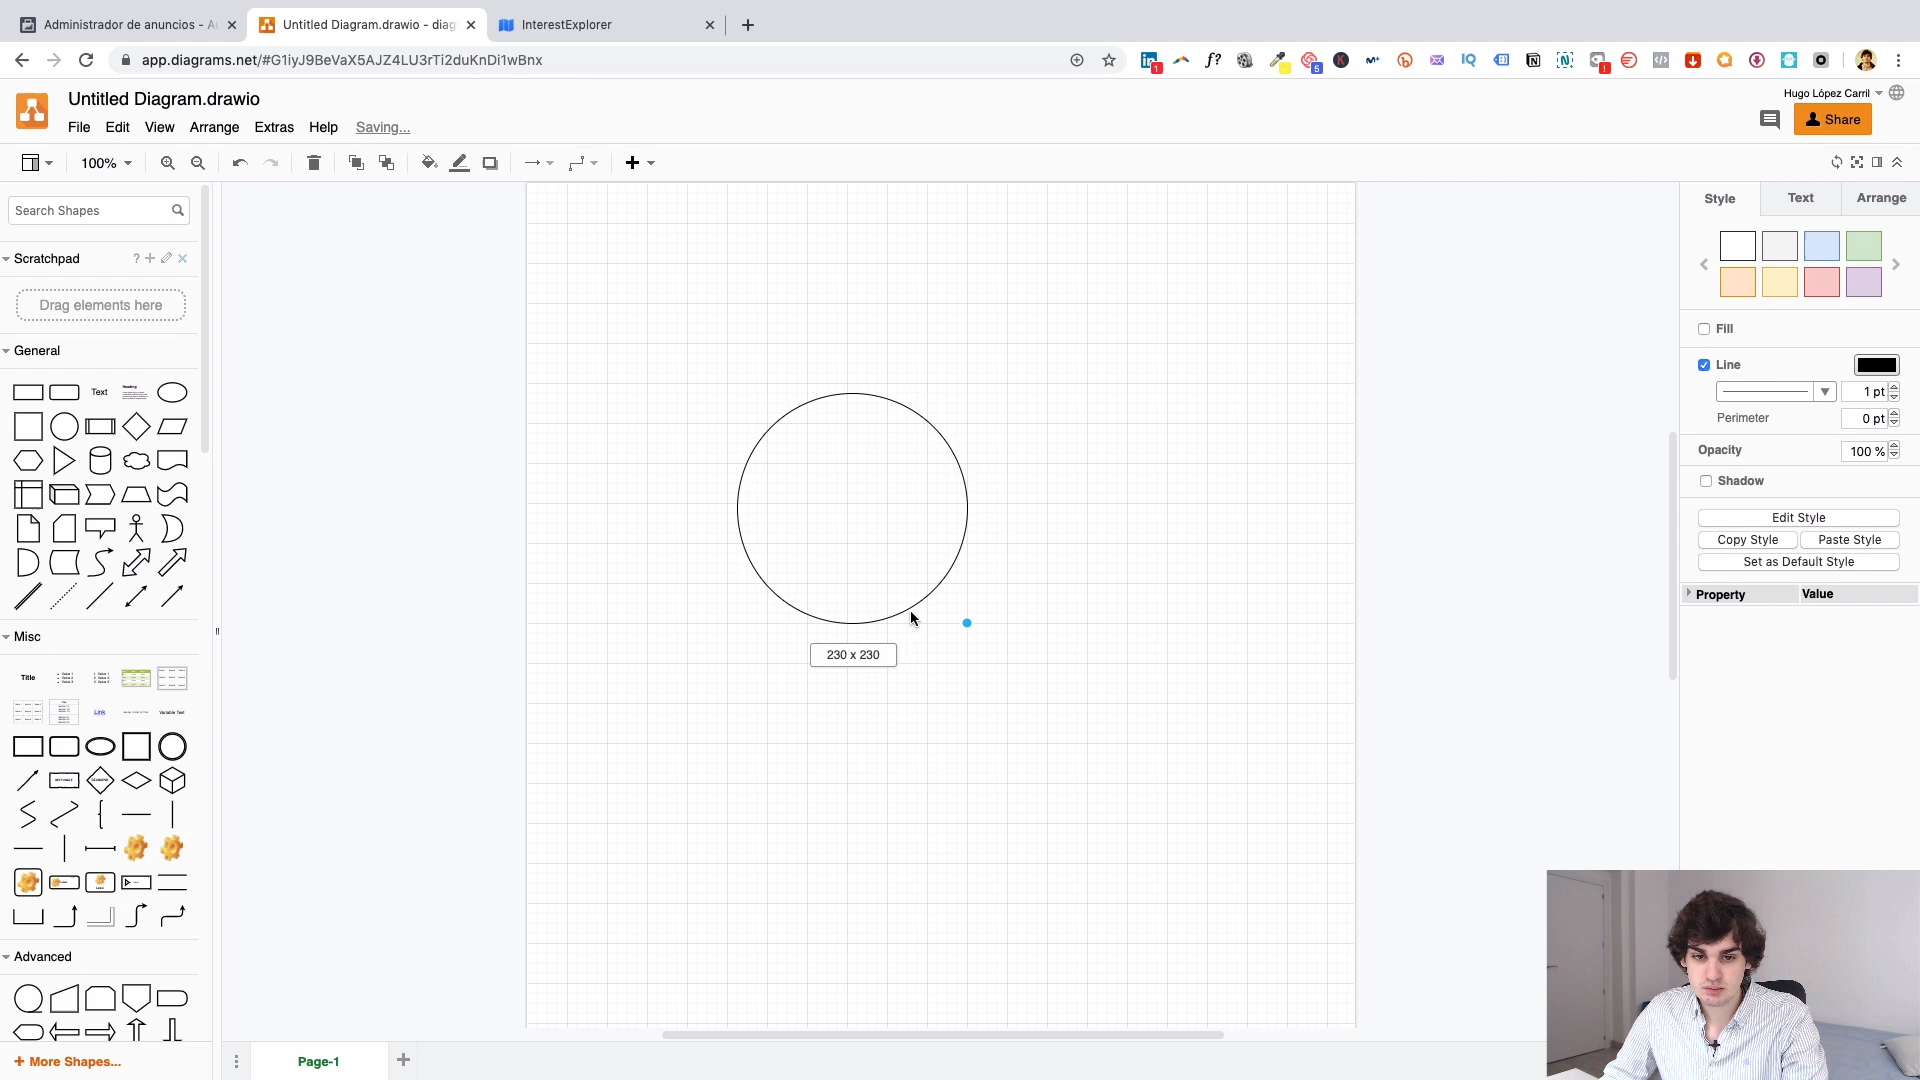 Administrador de anuncios - A
Untitled Diagram.drawio - diag
InterestExplorer
app.diagrams.net/#G1iyJ9BeVaX5AJZ4LU3rTi2duKnDi1wBnx
Untitled Diagram.drawio
Hugo López Carril
File Edit View Arrange Extras Help Saving...
Share
100%
Search Shapes
Style Text Arrange
Scratchpad
Drag elements here
General
Text
Heading
Fill
Line
1 pt
Perimeter
0 pt
Opacity
100 %
Shadow
Edit Style
Copy Style Paste Style
Set as Default Style
Property Value
230 x 230
Misc
Title
Link
Variable Text
Advanced
+ More Shapes...
Page-1